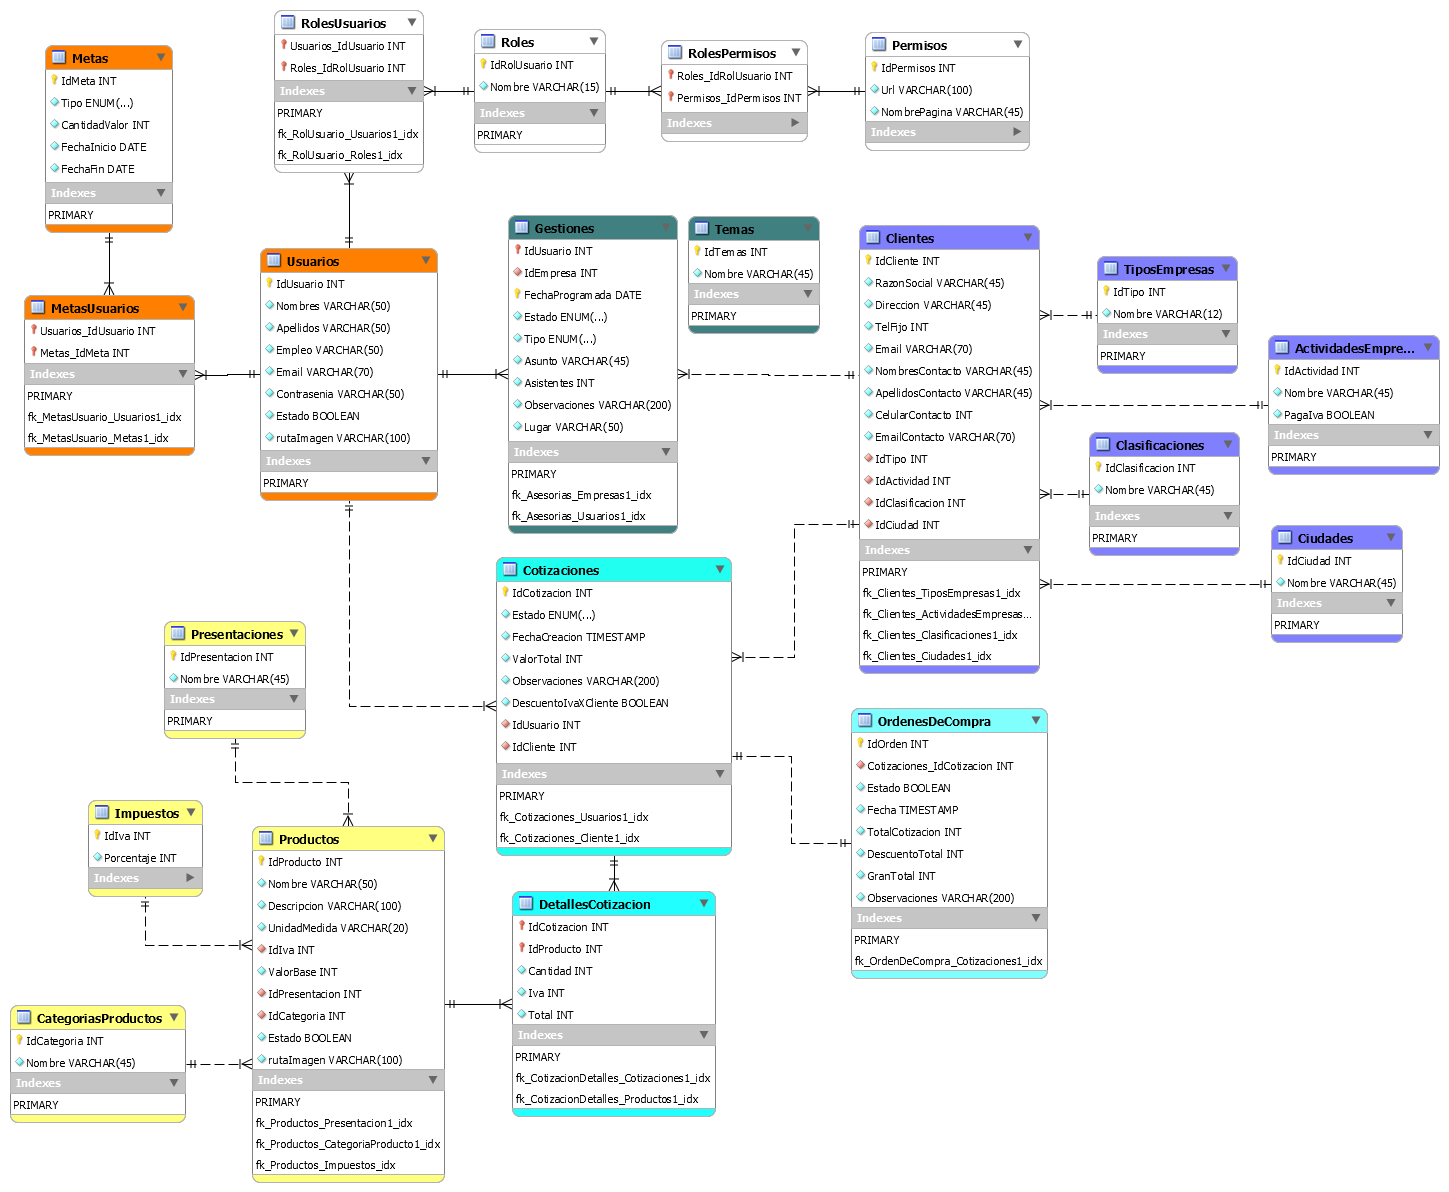 RolesUsuarios
Usuarios_IdUsuario INT
Roles_IdRolUsuario INT
Indexes
PRIMARY
fk_RolUsuario_Usuarios1_idx
fk_RolUsuario_Roles1_idx
Roles
IdRolUsuario INT
Nombre VARCHAR(15)
Indexes
PRIMARY
RolesPermisos
Roles_IdRolUsuario INT
Permisos_IdPermisos INT
Indexes
Permisos
IdPermisos INT
Url VARCHAR(100)
NombrePagina VARCHAR(45)
Indexes
Metas
IdMeta INT
Tipo ENUM(...)
CantidadValor INT
FechaInicio DATE
FechaFin DATE
Indexes
PRIMARY
MetasUsuarios
Usuarios_IdUsuario INT
Metas_IdMeta INT
Indexes
PRIMARY
fk_MetasUsuario_Usuarios1_idx
fk_MetasUsuario_Metas1_idx
Usuarios
IdUsuario INT
Nombres VARCHAR(50)
Apellidos VARCHAR(50)
Empleo VARCHAR(50)
Email VARCHAR(70)
Contrasenia VARCHAR(50)
Estado BOOLEAN
rutaImagen VARCHAR(100)
Indexes
PRIMARY
Gestiones
IdUsuario INT
IdEmpresa INT
FechaProgramada DATE
Estado ENUM(...)
Tipo ENUM(...)
Asunto VARCHAR(45)
Asistentes INT
Observaciones VARCHAR(200)
Lugar VARCHAR(50)
Indexes
PRIMARY
fk_Asesorias_Empresas1_idx
fk_Asesorias_Usuarios1_idx
Temas
IdTemas INT
Nombre VARCHAR(45)
Indexes
PRIMARY
Clientes
IdCliente INT
RazonSocial VARCHAR(45)
Direccion VARCHAR(45)
TelFijo INT
Email VARCHAR(70)
NombresContacto VARCHAR(45)
ApellidosContacto VARCHAR(45)
CelularContacto INT
EmailContacto VARCHAR(70)
IdTipo INT
IdActividad INT
IdClasificacion INT
IdCiudad INT
Indexes
PRIMARY
fk_Clientes_TiposEmpresas1_idx
fk_Clientes_ActividadesEmpresas...
fk_Clientes_Clasificaciones1_idx
fk_Clientes_Ciudades1_idx
TiposEmpresas
IdTipo INT
Nombre VARCHAR(12)
Indexes
PRIMARY
ActividadesEmpre...
IdActividad INT
Nombre VARCHAR(45)
PagaIva BOOLEAN
Indexes
PRIMARY
Clasificaciones
IdClasificacion INT
Nombre VARCHAR(45)
Indexes
PRIMARY
Ciudades
IdCiudad INT
Nombre VARCHAR(45)
Indexes
PRIMARY
Cotizaciones
IdCotizacion INT
Estado ENUM(...)
FechaCreacion TIMESTAMP
ValorTotal INT
Observaciones VARCHAR(200)
DescuentoIvaXCliente BOOLEAN
IdUsuario INT
IdCliente INT
Indexes
PRIMARY
fk_Cotizaciones_Usuarios1_idx
fk_Cotizaciones_Cliente1_idx
Presentaciones
IdPresentacion INT
Nombre VARCHAR(45)
Indexes
PRIMARY
Impuestos
IdIva INT
Porcentaje INT
Indexes
Productos
IdProducto INT
Nombre VARCHAR(50)
Descripcion VARCHAR(100)
UnidadMedida VARCHAR(20)
IdIva INT
ValorBase INT
IdPresentacion INT
IdCategoria INT
Estado BOOLEAN
rutaImagen VARCHAR(100)
Indexes
PRIMARY
fk_Productos_Presentacion1_idx
fk_Productos_CategoriaProducto1_idx
fk_Productos_Impuestos_idx
CategoriasProductos
IdCategoria INT
Nombre VARCHAR(45)
Indexes
PRIMARY
DetallesCotizacion
IdCotizacion INT
IdProducto INT
Cantidad INT
Iva INT
Total INT
Indexes
PRIMARY
fk_CotizacionDetalles_Cotizaciones1_idx
fk_CotizacionDetalles_Productos1_idx
OrdenesDeCompra
IdOrden INT
Cotizaciones_IdCotizacion INT
Estado BOOLEAN
Fecha TIMESTAMP
TotalCotizacion INT
DescuentoTotal INT
GranTotal INT
Observaciones VARCHAR(200)
Indexes
PRIMARY
fk_OrdenDeCompra_Cotizaciones1_idx